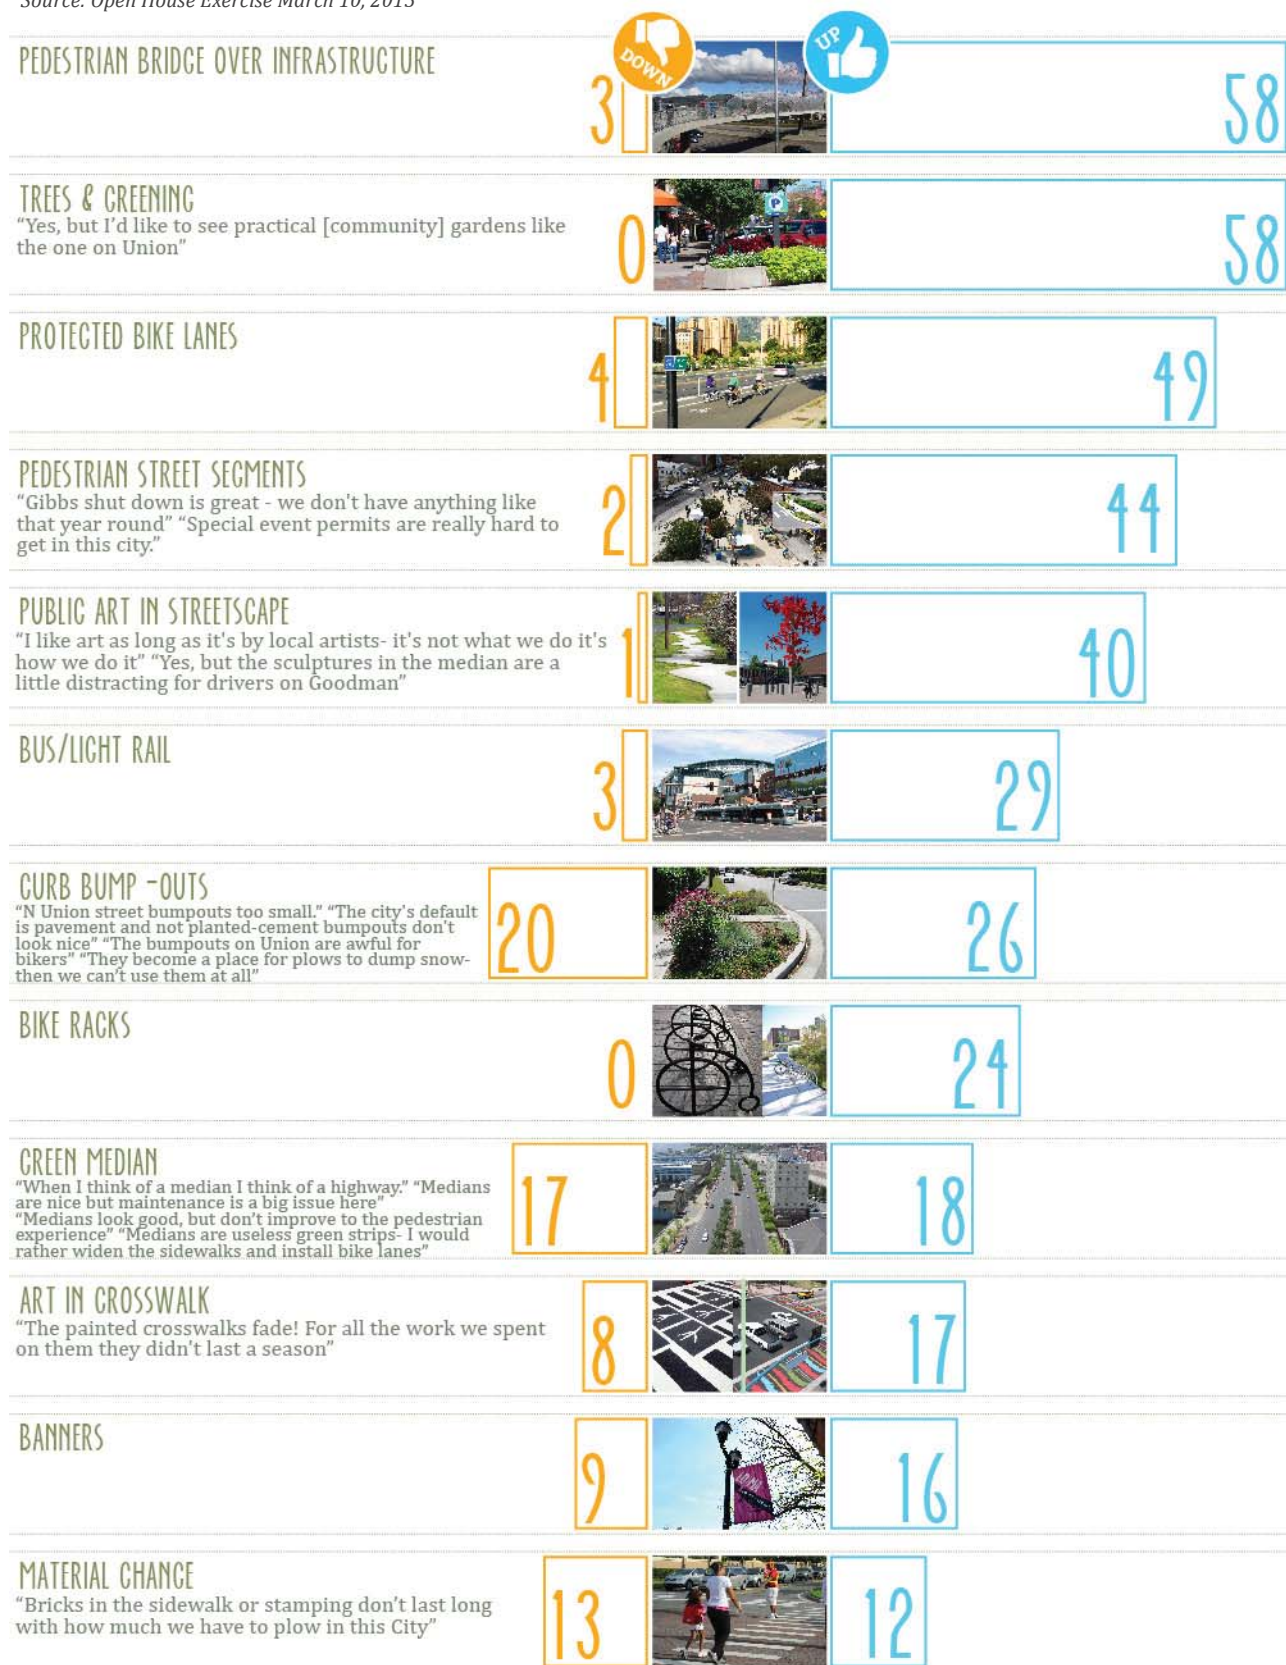 Source: Open House Exercise March 10, 2015
PEDESTRIAN BRIDGE OVER INFRASTRUCTURE
DOWN
UP
3
58
TREES & GREENING
“Yes, but I’d like to see practical [community] gardens like
the one on Union”
0
58
PROTECTED BIKE LANES
4
49
PEDESTRIAN STREET SEGMENTS
“Gibbs shut down is great - we don't have anything like
that year round” “Special event permits are really hard to
get in this city.”
2
44
PUBLIC ART IN STREETSCAPE
“I like art as long as it's by local artists- it's not what we do it's
how we do it” “Yes, but the sculptures in the median are a
little distracting for drivers on Goodman”
1
40
BUS/LIGHT RAIL
3
29
CURB BUMP -OUTS
“N Union street bumpouts too small.” “The city's default
is pavement and not planted-cement bumpouts don't
look nice” “The bumpouts on Union are awful for
bikers” “They become a place for plows to dump snow-
then we can’t use them at all”
20
26
BIKE RACKS
0
24
GREEN MEDIAN
“When I think of a median I think of a highway.” “Medians
are nice but maintenance is a big issue here”
“Medians look good, but don’t improve to the pedestrian
experience” “Medians are useless green strips- I would
rather widen the sidewalks and install bike lanes”
17
18
ART IN CROSSWALK
“The painted crosswalks fade! For all the work we spent
on them they didn't last a season”
8
17
BANNERS
9
16
MATERIAL CHANGE
“Bricks in the sidewalk or stamping don’t last long
with how much we have to plow in this City”
13
12